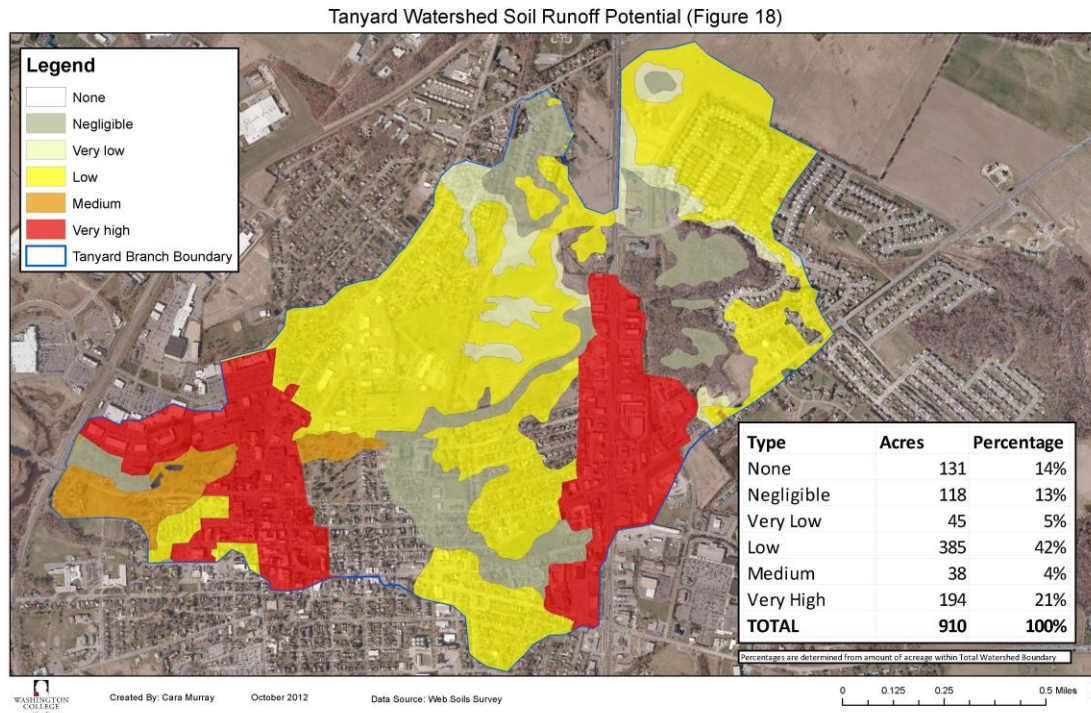 Tanyard Watershed Soil Runoff Potential (Figure 18)
Legend
None
Negligible
Very low
Low
Medium
Very high
Tanyard Branch Boundary
Type Acres Percentage
None 131 14%
Negligible 118 13%
Very Low 45 5%
Low 385 42%
Medium 38 4%
Very High 194 21%
TOTAL 910 100%
Percentages are determined from amount of acreage within Total Watershed Boundary
WASHINGTON
COLLEGE
Created By: Cara Murray October 2012 Data Source: Web Soils Survey
0 0.125 0.25 0.5 Miles